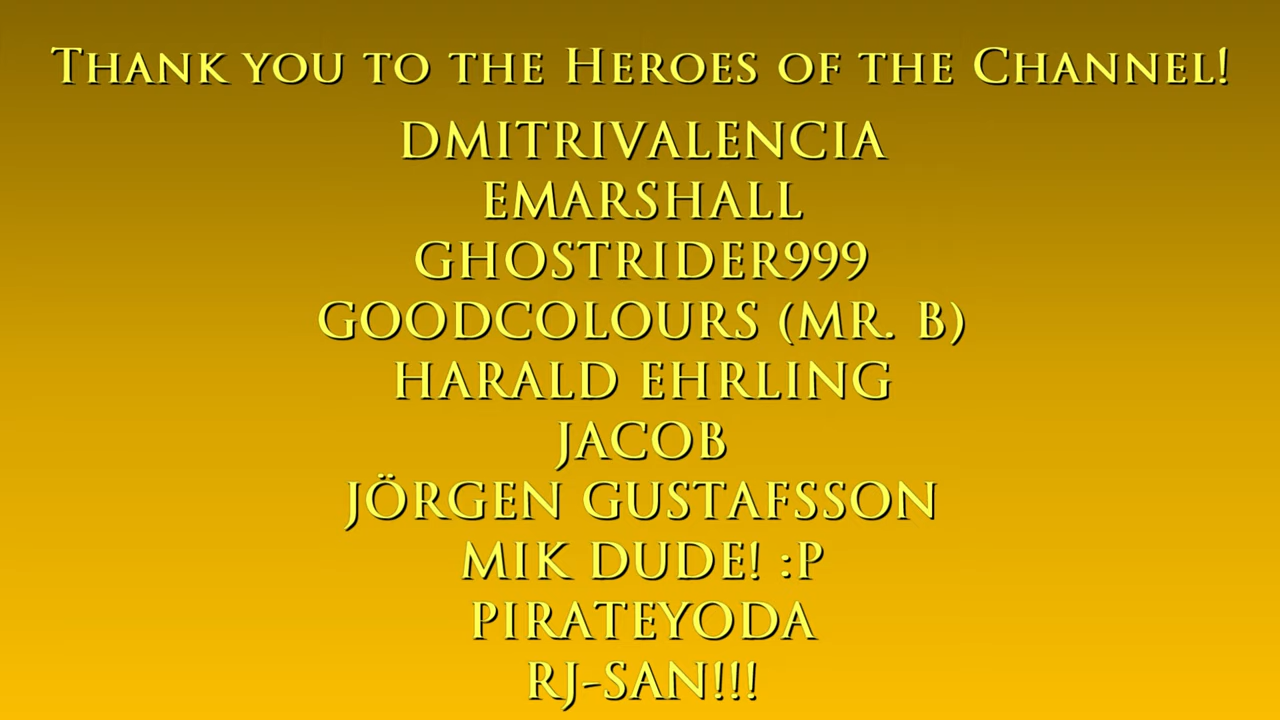 Thank you to the Heroes of the Channel!
DMITRIVALENCIA
EMARSHALL
GHOSTRIDER999
GOODCOLOURS (MR. B)
HARALD EHRLING
JACOB
JÖRGEN GUSTAFSSON
MIK DUDE! :P
PIRATEYODA
RJ-SAN!!!